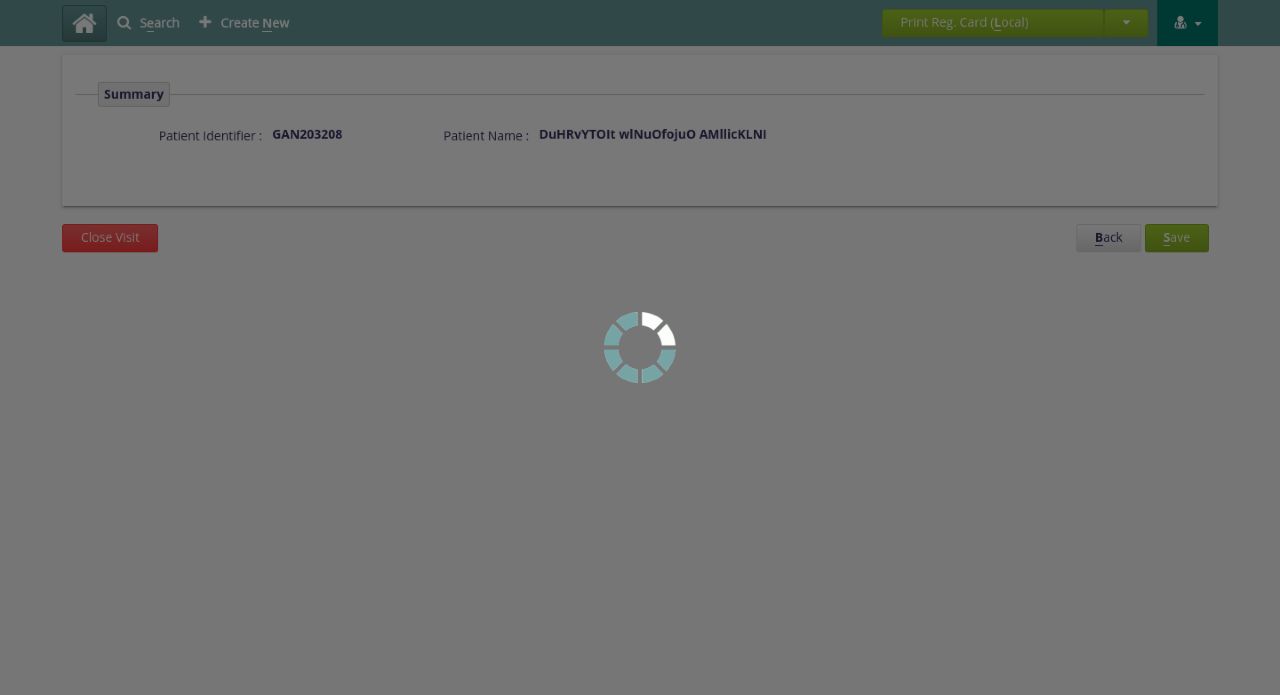 Search Create New Print Reg. Card (Local)
Summary
Patient Identifier : GAN203208 Patient Name : DuHRvYTOIt wlNuOfojuO AMllicKLNI
Close Visit Back Save